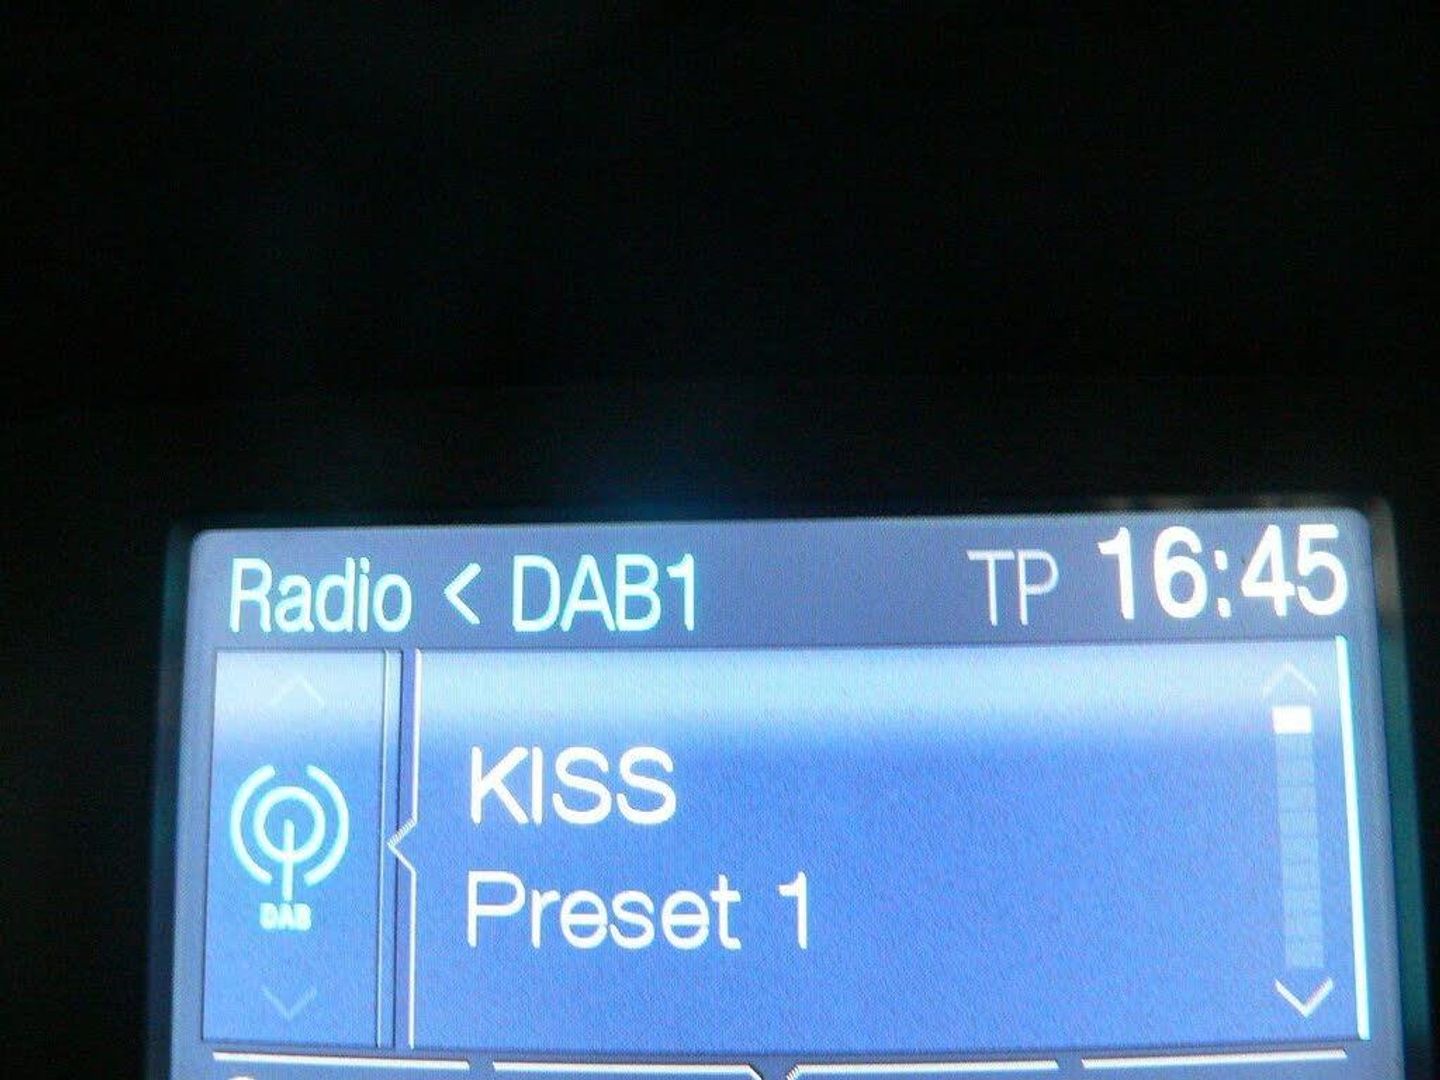 Radio < DAB1 TP 16:45
KISS
DAB
Preset 1